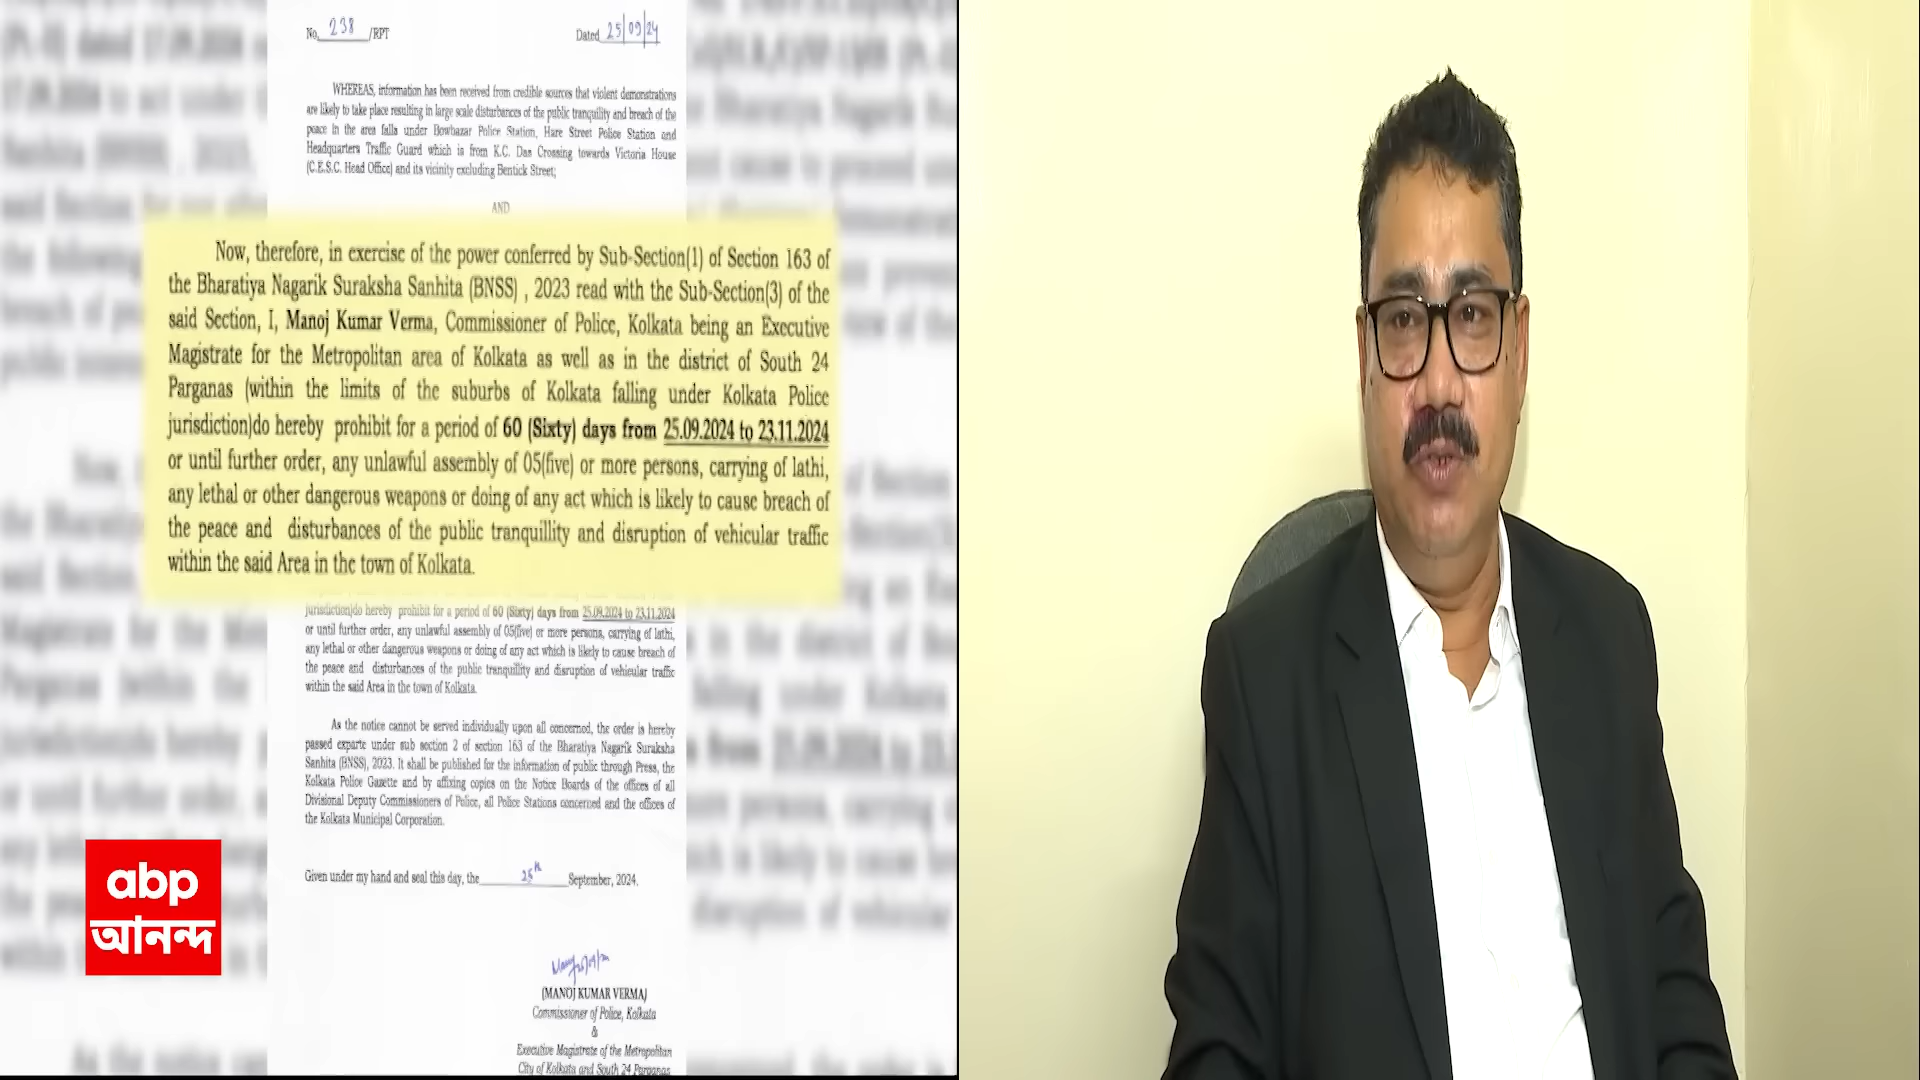 No. 238 /RPT
Dated 25/09/24
WHEREAS, information has been received from credible sources that violent demonstrations
are likely to take place resulting in large scale disturbances of the public tranquility and breach of the
peace in the area falls under Bowbazar Police Station, Hare Street Police Station and
Headquarters Traffic Guard which is from K.C. Das Crossing towards Victoria House
(C.E.S.C. Head Office) and its vicinity excluding Bentick Street;
AND
Now, therefore, in exercise of the power conferred by Sub-Section(1) of Section 163 of
the Bharatiya Nagarik Suraksha Sanhita (BNSS) , 2023 read with the Sub-Section(3) of the
said Section, I, Manoj Kumar Verma, Commissioner of Police, Kolkata being an Executive
Magistrate for the Metropolitan area of Kolkata as well as in the district of South 24
Parganas (within the limits of the suburbs of Kolkata falling under Kolkata Police
jurisdiction)do hereby prohibit for a period of 60 (Sixty) days from 25.09.2024 to 23.11.2024
or until further order, any unlawful assembly of 05(five) or more persons, carrying of lathi,
any lethal or other dangerous weapons or doing of any act which is likely to cause breach of
the peace and disturbances of the public tranquillity and disruption of vehicular traffic
within the said Area in the town of Kolkata.
jurisdiction)do hereby prohibit for a period of 60 (Sixty) days from 25.09.2024 to 23.11.2024
or until further order, any unlawful assembly of 05(five) or more persons, carrying of lathi,
any lethal or other dangerous weapons or doing of any act which is likely to cause breach of
the peace and disturbances of the public tranquillity and disruption of vehicular traffic
within the said Area in the town of Kolkata.
As the notice cannot be served individually upon all concerned, the order is hereby
passed exparte under sub section 2 of section 163 of the Bharatiya Nagarik Suraksha
Sanhita (BNSS), 2023. It shall be published for the information of public through Press, the
Kolkata Police Gazette and by affixing copies on the Notice Boards of the offices of all
Divisional Deputy Commissioners of Police, all Police Stations concerned and the offices of
the Kolkata Municipal Corporation.
Given under my hand and seal this day, the 25th September, 2024.
(MANOJ KUMAR VERMA)
Commissioner of Police, Kolkata
&
Executive Magistrate of the Metropolitan
City of Kolkata and South 24 Parganas
abp
আনন্দ